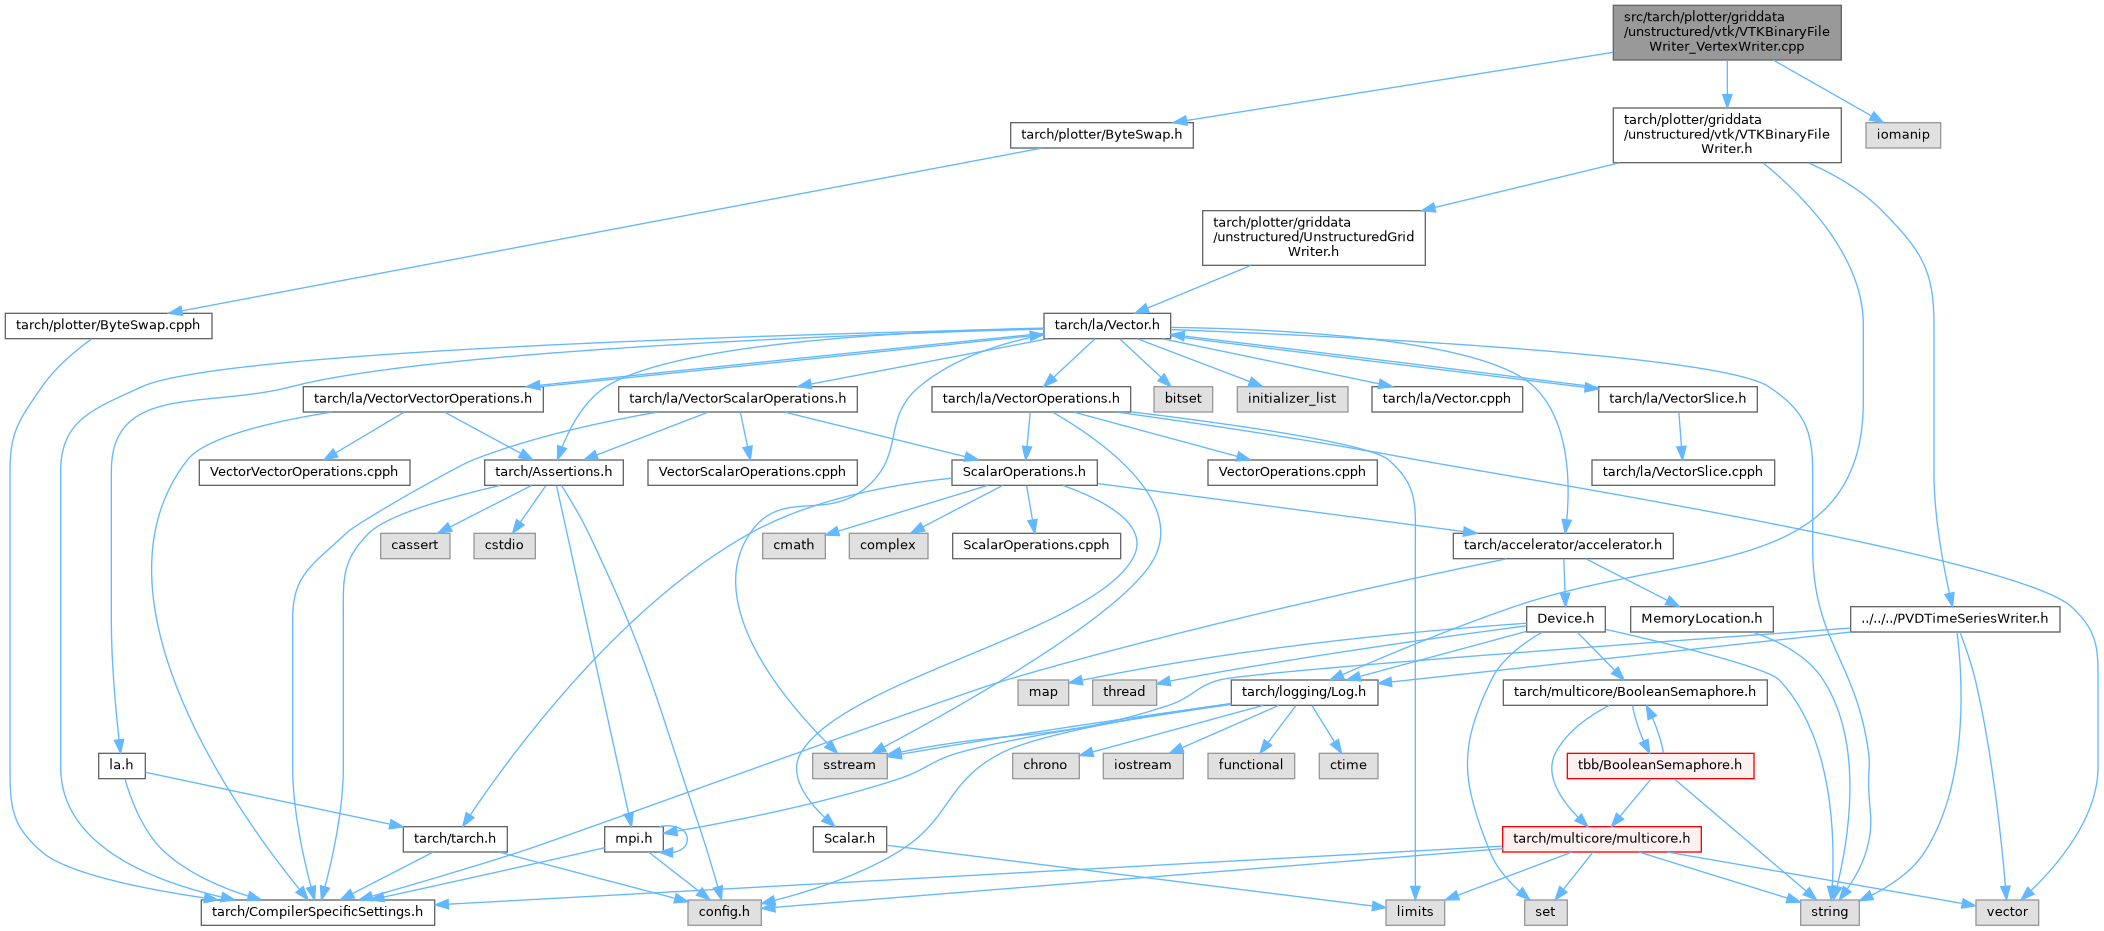 src/tarch/plotter/griddata
/unstructured/vtk/VTKBinaryFile
Writer_VertexWriter.cpp
tarch/plotter/ByteSwap.h
tarch/plotter/griddata
/unstructured/vtk/VTKBinaryFile
Writer.h
iomanip
tarch/plotter/griddata
/unstructured/UnstructuredGrid
Writer.h
tarch/plotter/ByteSwap.cpph
tarch/la/Vector.h
tarch/la/VectorVectorOperations.h
tarch/la/VectorScalarOperations.h
tarch/la/VectorOperations.h
bitset
initializer_list
tarch/la/Vector.cpph
tarch/la/VectorSlice.h
VectorVectorOperations.cpph
tarch/Assertions.h
VectorScalarOperations.cpph
ScalarOperations.h
VectorOperations.cpph
tarch/la/VectorSlice.cpph
cassert
cstdio
cmath
complex
ScalarOperations.cpph
tarch/accelerator/accelerator.h
Device.h
MemoryLocation.h
../../../PVDTimeSeriesWriter.h
map
thread
tarch/logging/Log.h
tarch/multicore/BooleanSemaphore.h
la.h
sstream
chrono
iostream
functional
ctime
tbb/BooleanSemaphore.h
tarch/tarch.h
mpi.h
Scalar.h
tarch/multicore/multicore.h
tarch/CompilerSpecificSettings.h
config.h
limits
set
string
vector